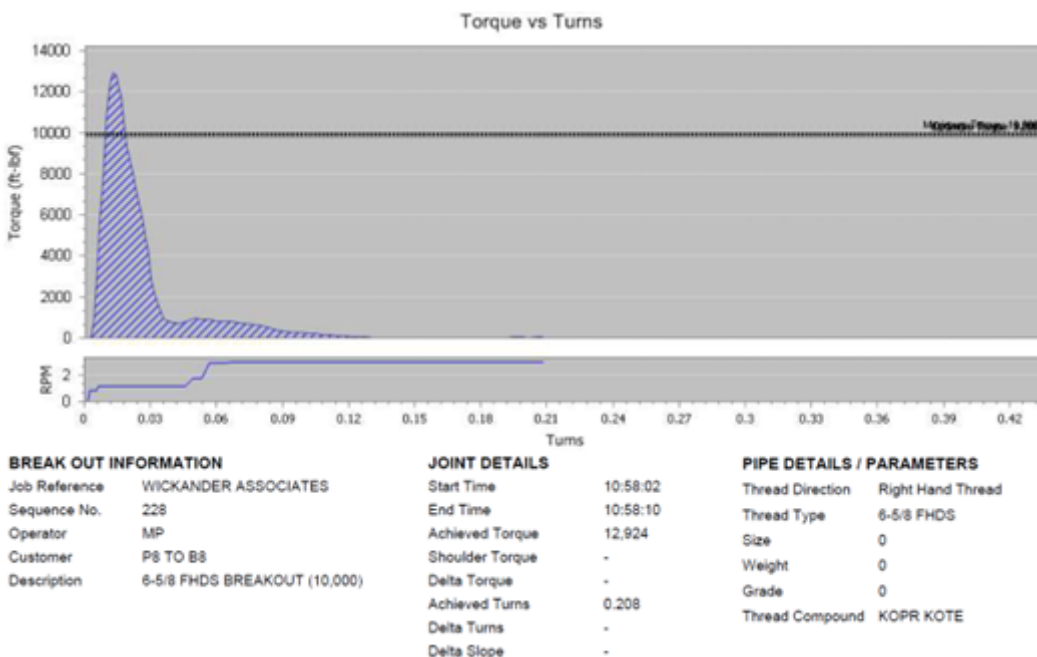 Torque vs Turns
14000
12000
10000
8000
6000
4000
2000
0
Torque (ft-lbf)
2
0
RPM
0 0.03 0.06 0.09 0.12 0.15 0.18 0.21 0.24 0.27 0.3 0.33 0.36 0.39 0.42
Turns
BREAK OUT INFORMATION
Job Reference WICKANDER ASSOCIATES
Sequence No. 228
Operator MP
Customer P8 TO B8
Description 6-5/8 FHDS BREAKOUT (10,000)
JOINT DETAILS
Start Time 10:58:02
End Time 10:58:10
Achieved Torque 12,924
Shoulder Torque -
Delta Torque -
Achieved Turns 0.208
Delta Turns -
Delta Slope -
PIPE DETAILS / PARAMETERS
Thread Direction Right Hand Thread
Thread Type 6-5/8 FHDS
Size 0
Weight 0
Grade 0
Thread Compound KOPR KOTE